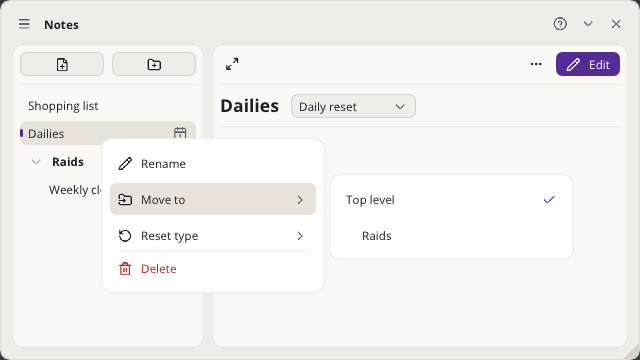 Notes
Edit
Shopping list
Dailies
Raids
Dailies
Daily reset
Rename
Move to
Reset type
Delete
Top level
Raids